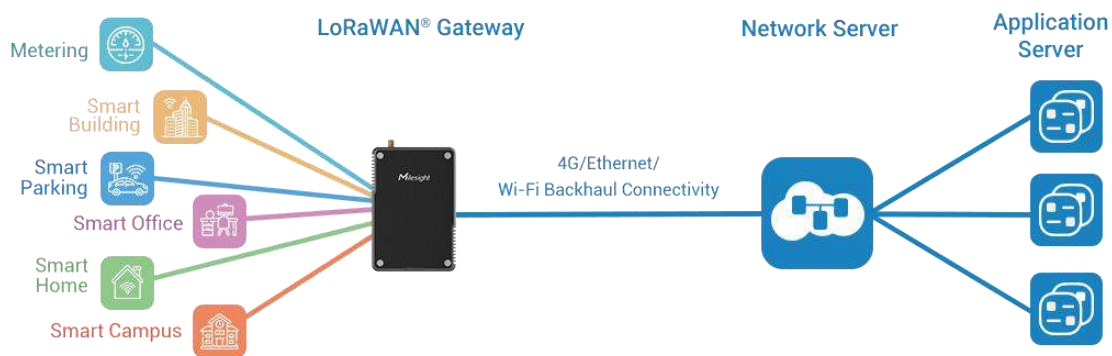 LoRaWAN® Gateway
Network Server
Application
Server
Metering
Smart
Building
Smart
Parking
Smart Office
Smart
Home
Smart Campus
Milesight
4G/Ethernet/
Wi-Fi Backhaul Connectivity
P